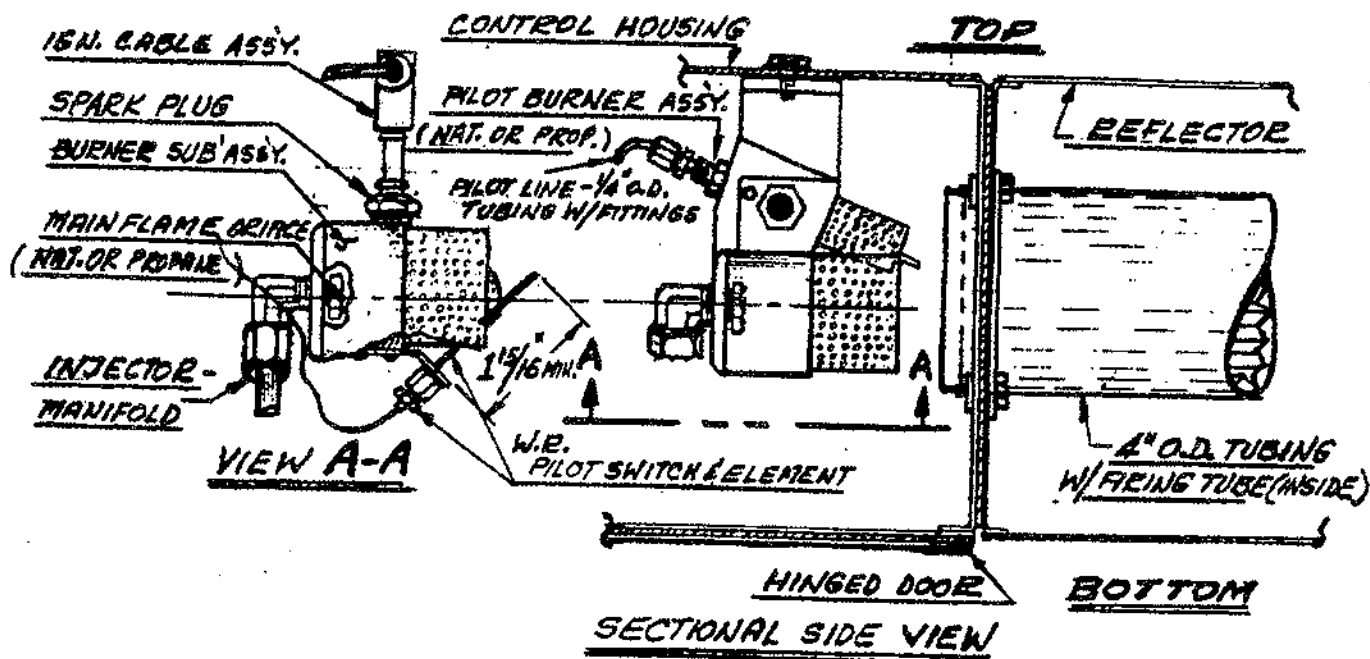 IGN. CABLE ASS'Y.
SPARK PLUG
BURNER SUB ASS'Y.
MAIN FLAME ORIFICE
(NAT. OR PROPANE)
INJECTOR-
MANIFOLD
VIEW A-A
1 15/16" MIN.
W.R.
PILOT SWITCH & ELEMENT
CONTROL HOUSING
PILOT BURNER ASS'Y.
(NAT. OR PROP.)
PILOT LINE - 1/4" O.D.
TUBING W/FITTINGS
TOP
REFLECTOR
A
A
4" O.D. TUBING
W/FIRING TUBE (INSIDE)
HINGED DOOR
BOTTOM
SECTIONAL SIDE VIEW